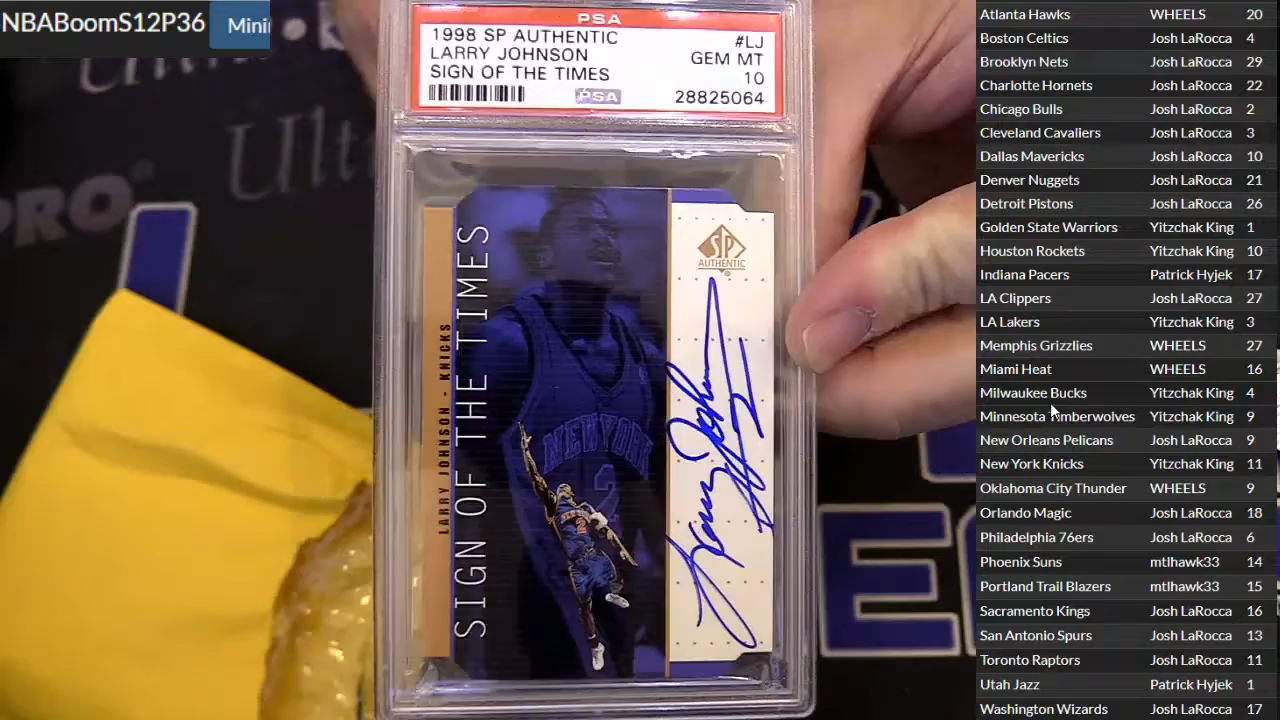 NBABoomS12P36
Mini
PRO
Ult
PSA
1998 SP AUTHENTIC
LARRY JOHNSON
SIGN OF THE TIMES
#LJ
GEM MT
10
28825064
PSA
LARRY JOHNSON - KNICKS
SIGN OF THE TIMES
NEW YORK
2
NEW YORK
2
SP
AUTHENTIC
Larry Johnson
Atlanta Hawks WHEELS 20
Boston Celtics Josh LaRocca 4
Brooklyn Nets Josh LaRocca 29
Charlotte Hornets Josh LaRocca 22
Chicago Bulls Josh LaRocca 2
Cleveland Cavaliers Josh LaRocca 3
Dallas Mavericks Josh LaRocca 10
Denver Nuggets Josh LaRocca 21
Detroit Pistons Josh LaRocca 26
Golden State Warriors Yitzchak King 1
Houston Rockets Yitzchak King 10
Indiana Pacers Patrick Hyjek 17
LA Clippers Josh LaRocca 27
LA Lakers Yitzchak King 3
Memphis Grizzlies WHEELS 27
Miami Heat WHEELS 16
Milwaukee Bucks Yitzchak King 4
Minnesota Timberwolves Yitzchak King 9
New Orleans Pelicans Josh LaRocca 9
New York Knicks Yitzchak King 11
Oklahoma City Thunder WHEELS 9
Orlando Magic Josh LaRocca 18
Philadelphia 76ers Josh LaRocca 6
Phoenix Suns mtlhawk33 14
Portland Trail Blazers mtlhawk33 15
Sacramento Kings Josh LaRocca 16
San Antonio Spurs Josh LaRocca 13
Toronto Raptors Josh LaRocca 11
Utah Jazz Patrick Hyjek 1
Washington Wizards Josh LaRocca 17